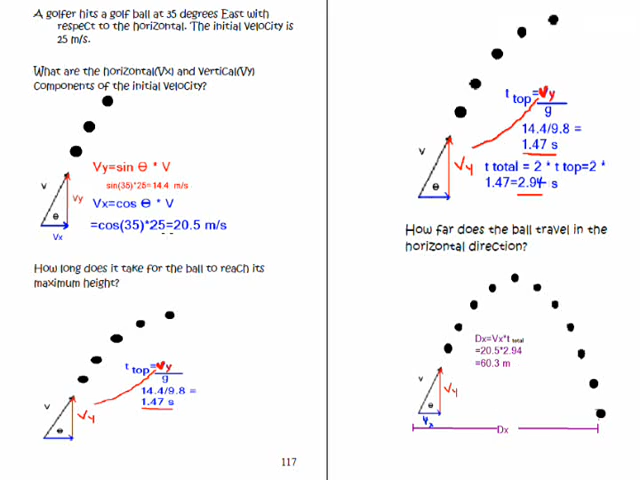 A golfer hits a golf ball at 35 degrees East with
respect to the horizontal. The initial velocity is
25 m/s.
What are the horizontal(Vx) and vertical(Vy)
components of the initial velocity?
Vy=sin Θ * V
sin(35)*25=14.4 m/s
Vx=cos Θ * V
=cos(35)*25=20.5 m/s
V
Vy
Θ
Vx
How long does it take for the ball to reach its
maximum height?
t top=Vy
g
14.4/9.8 =
1.47 s
V
Vy
Θ
117
t top=Vy
g
14.4/9.8 =
1.47 s
V
Vy
Θ
t total = 2 * t top=2 *
1.47=2.94 s
How far does the ball travel in the
horizontal direction?
Dx=Vx*t total
=20.5*2.94
=60.3 m
V
Vy
Θ
Vx
Dx